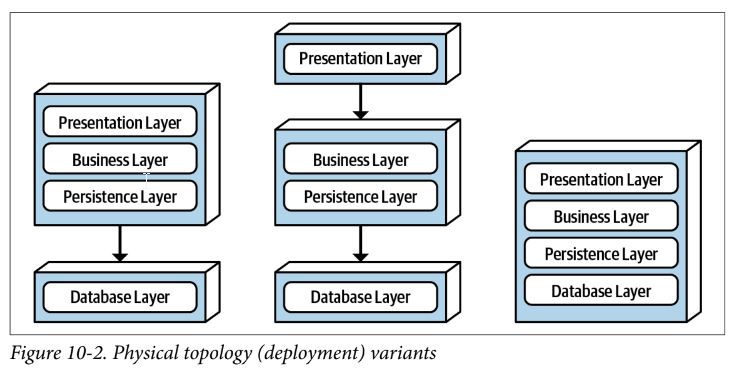 Presentation Layer
Business Layer
Persistence Layer
Database Layer
Presentation Layer
Business Layer
Persistence Layer
Database Layer
Presentation Layer
Business Layer
Persistence Layer
Database Layer
Figure 10-2. Physical topology (deployment) variants